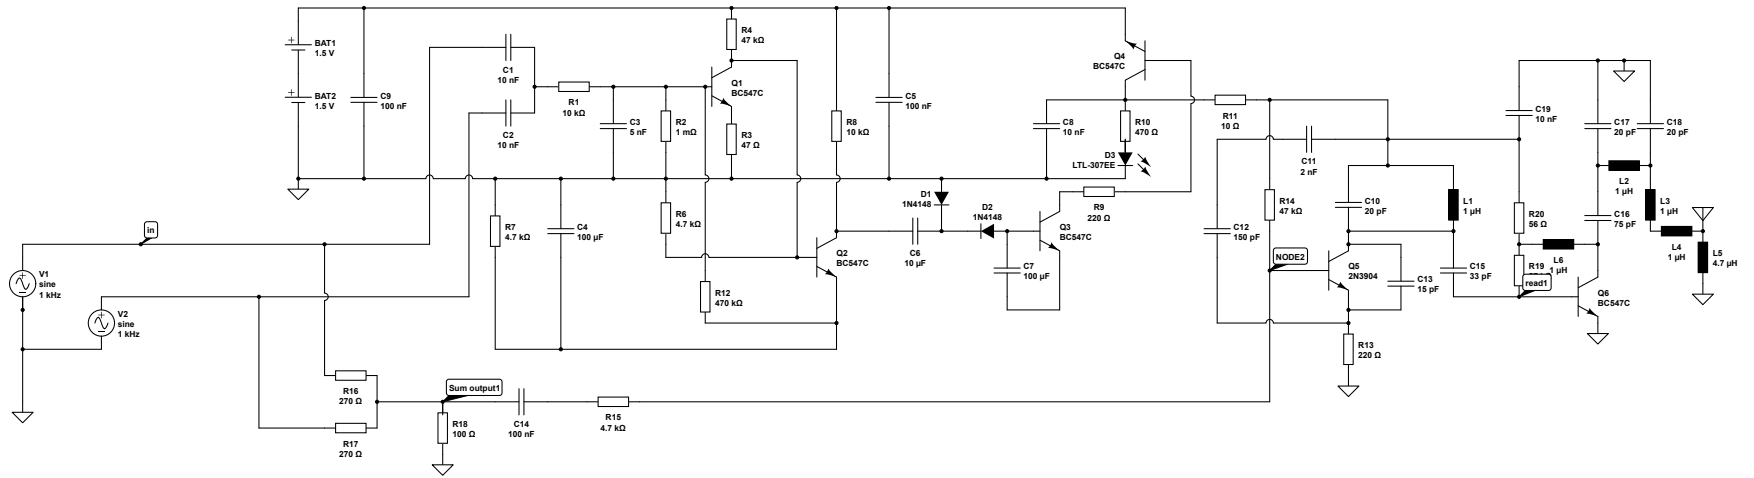 BAT1
1.5 V
BAT2
1.5 V
C9
100 nF
C1
10 nF
C2
10 nF
R1
10 kΩ
C3
5 nF
R2
1 mΩ
R4
47 kΩ
Q1
BC547C
R3
47 Ω
R8
10 kΩ
C5
100 nF
Q4
BC547C
C8
10 nF
R10
470 Ω
D3
LTL-307EE
R11
10 Ω
C11
2 nF
C19
10 nF
C17
20 pF
C18
20 pF
L2
1 µH
L3
1 µH
L4
1 µH
L5
4.7 µH
C16
75 pF
R20
56 Ω
L6
1 µH
R19
read1
Q6
BC547C
C10
20 pF
L1
1 µH
C15
33 pF
C13
15 pF
Q5
2N3904
R14
47 kΩ
C12
150 pF
NODE2
R13
220 Ω
R9
220 Ω
Q3
BC547C
D1
1N4148
D2
1N4148
C6
10 µF
C7
100 µF
Q2
BC547C
R6
4.7 kΩ
R7
4.7 kΩ
C4
100 µF
R12
470 kΩ
in
V1
sine
1 kHz
V2
sine
1 kHz
R16
270 Ω
R17
270 Ω
Sum output1
R18
100 Ω
C14
100 nF
R15
4.7 kΩ